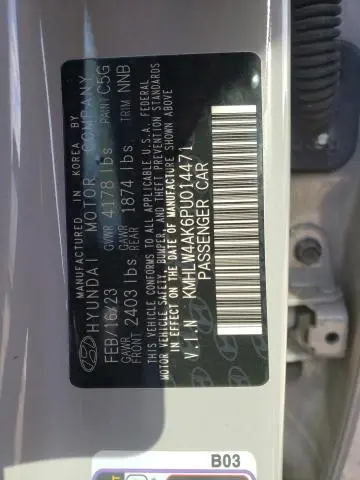 MANUFACTURED IN KOREA BY
HYUNDAI MOTOR COMPANY
FEB/16/23 GVWR 4178 lbs PAINT C5G
GAWR FRONT 2403 lbs GAWR REAR 1874 lbs TRIM NNB
THIS VEHICLE CONFORMS TO ALL APPLICABLE U.S.A. FEDERAL
MOTOR VEHICLE SAFETY, BUMPER, AND THEFT PREVENTION STANDARDS
IN EFFECT ON THE DATE OF MANUFACTURE SHOWN ABOVE
V.I.N KMHLW4AK6PU014471
PASSENGER CAR
B03